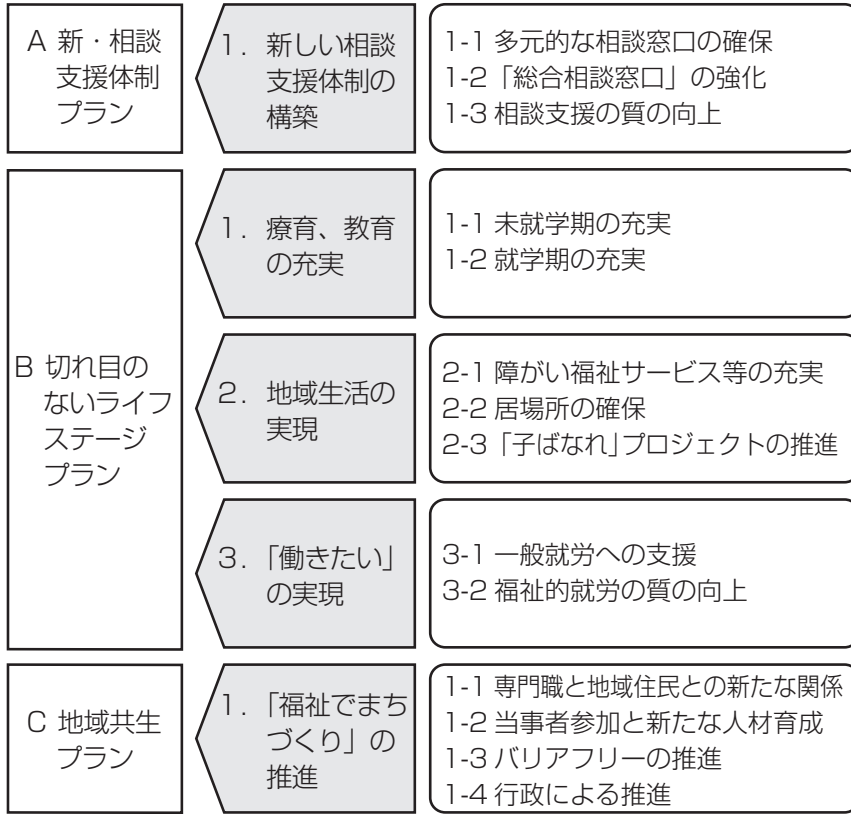 A 新・相談
支援体制
プラン
1. 新しい相談
支援体制の
構築
1-1 多元的な相談窓口の確保
1-2「総合相談窓口」の強化
1-3 相談支援の質の向上
B 切れ目の
ないライフ
ステージ
プラン
1. 療育、教育
の充実
1-1 未就学期の充実
1-2 就学期の充実
2. 地域生活の
実現
2-1 障がい福祉サービス等の充実
2-2 居場所の確保
2-3「子ばなれ」プロジェクトの推進
3.「働きたい」
の実現
3-1 一般就労への支援
3-2 福祉的就労の質の向上
C 地域共生
プラン
1.「福祉でまち
づくり」の
推進
1-1 専門職と地域住民との新たな関係
1-2 当事者参加と新たな人材育成
1-3 バリアフリーの推進
1-4 行政による推進